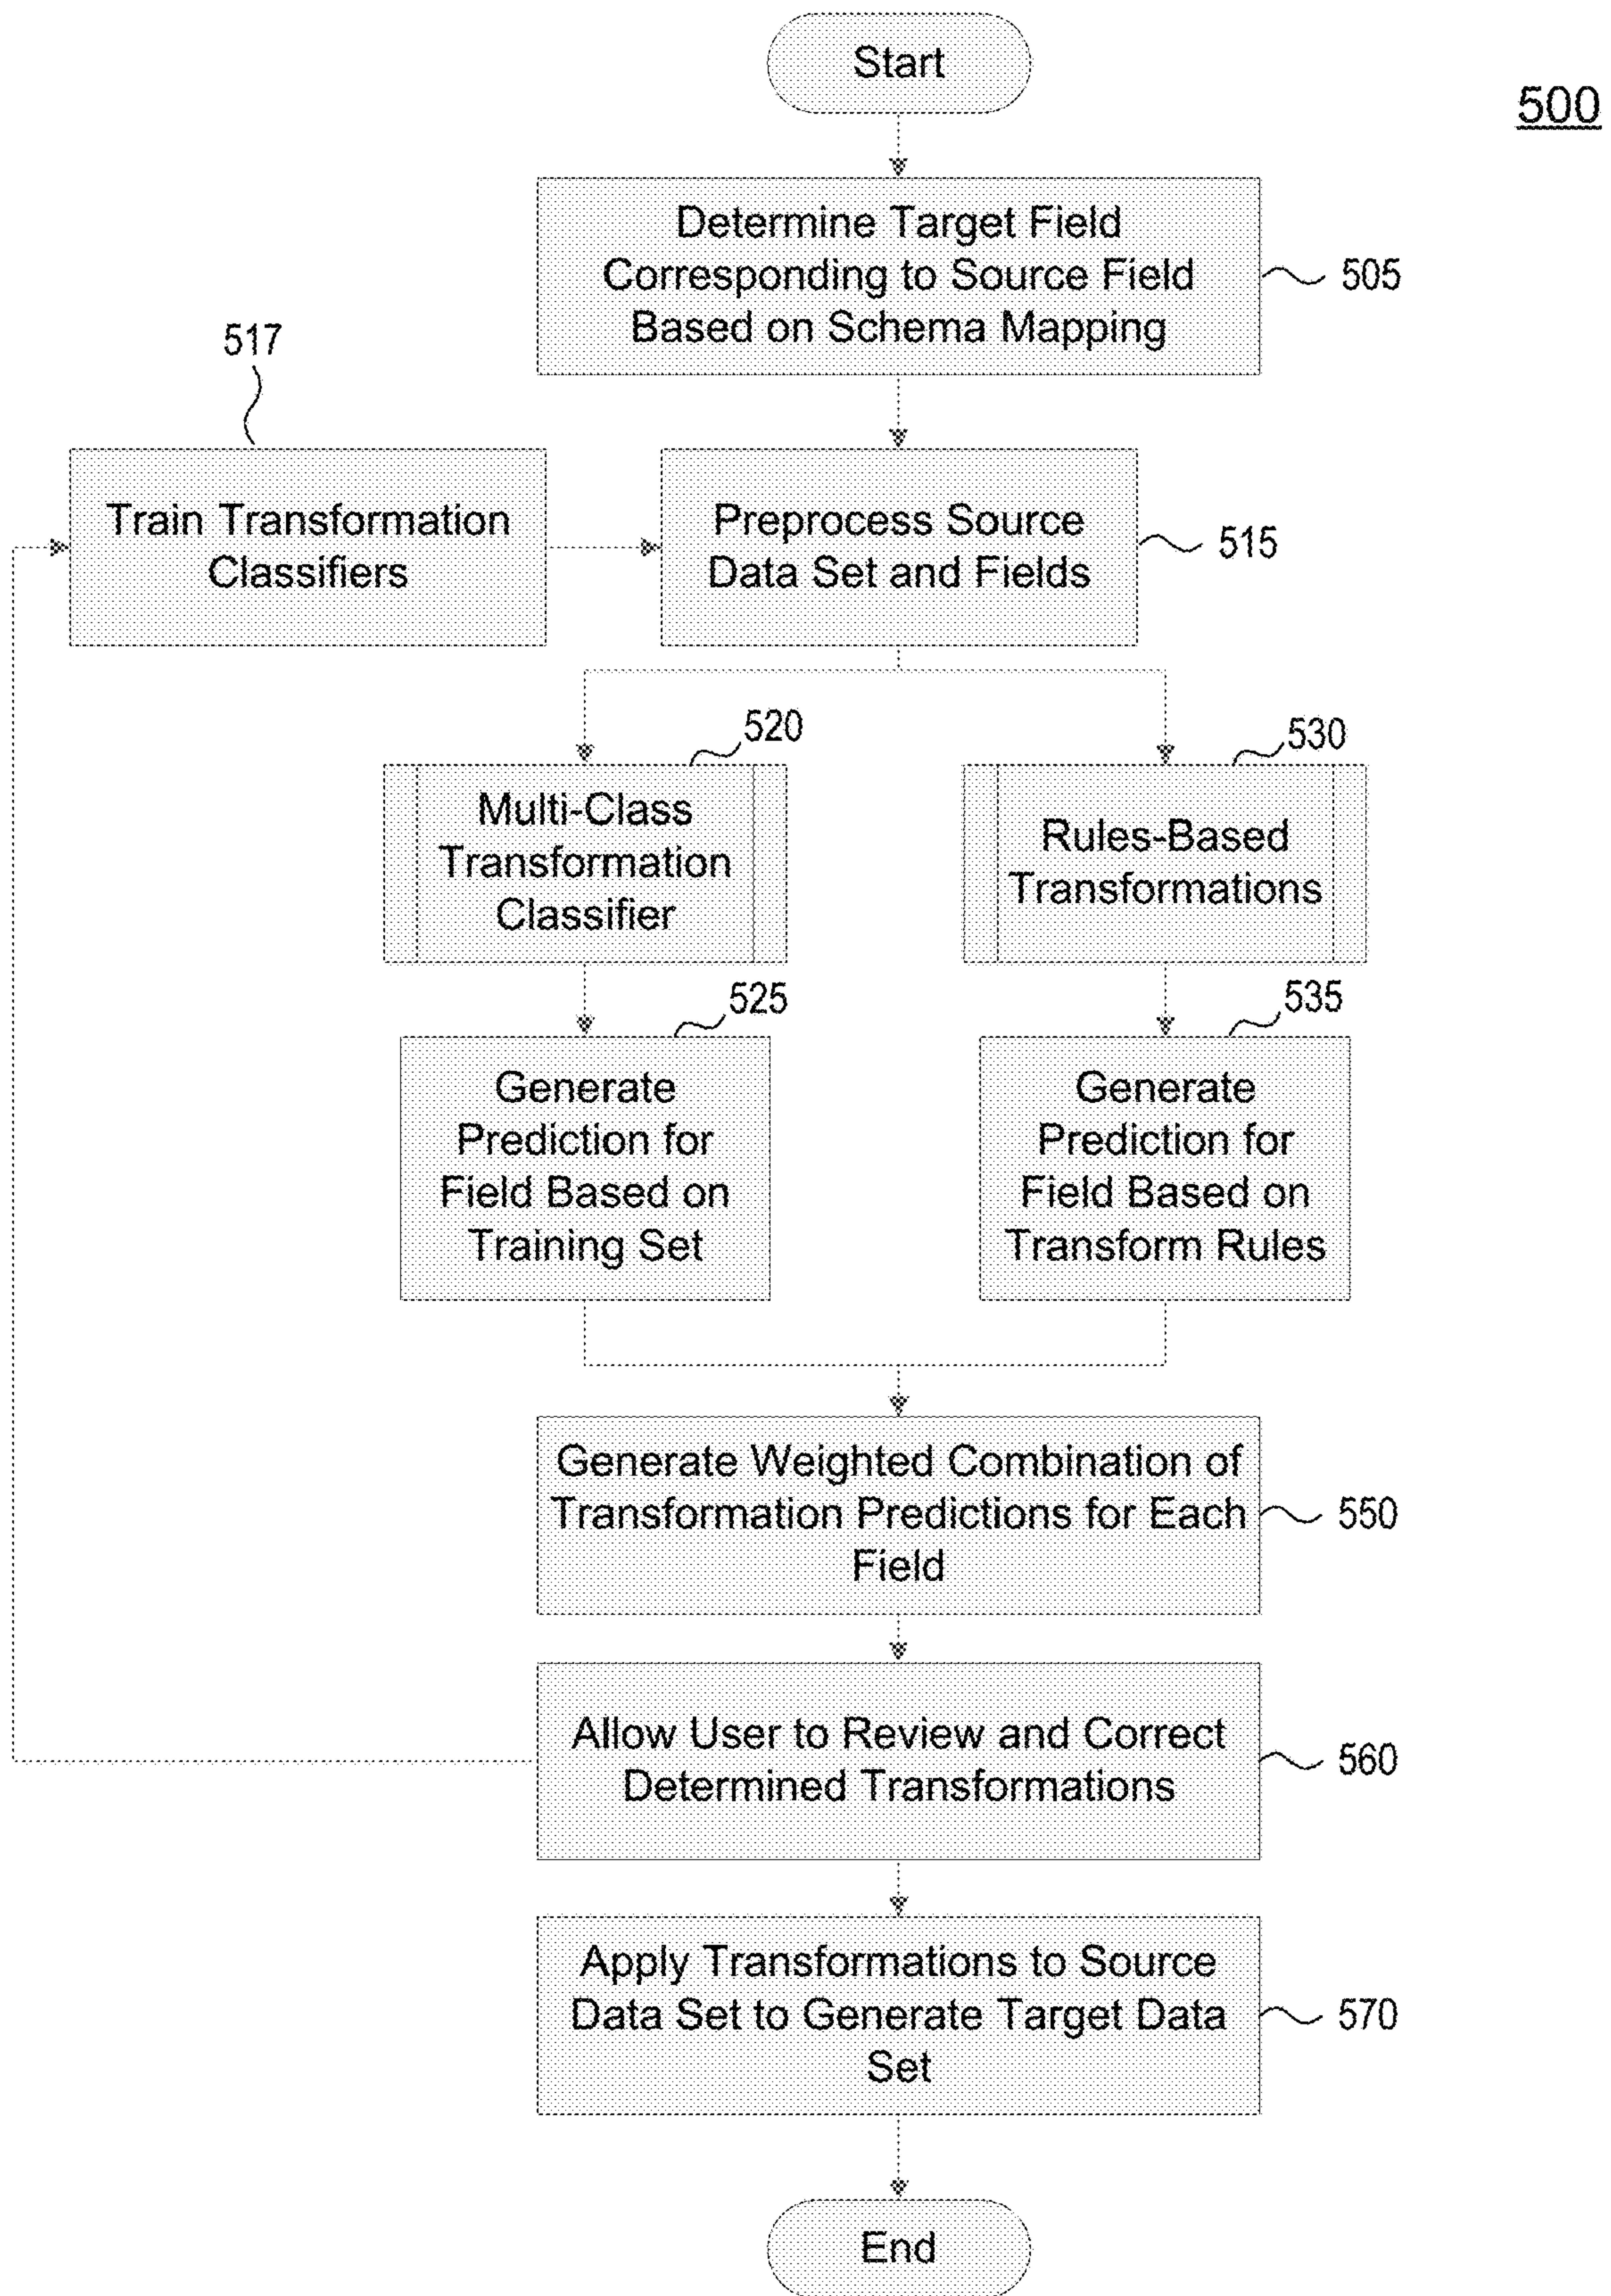 Start
500
Determine Target Field
Corresponding to Source Field
Based on Schema Mapping
505
517
Train Transformation
Classifiers
Preprocess Source
Data Set and Fields
515
520
Multi-Class
Transformation
Classifier
530
Rules-Based
Transformations
525
Generate
Prediction for
Field Based on
Training Set
535
Generate
Prediction for
Field Based on
Transform Rules
Generate Weighted Combination of
Transformation Predictions for Each
Field
550
Allow User to Review and Correct
Determined Transformations
560
Apply Transformations to Source
Data Set to Generate Target Data
Set
570
End